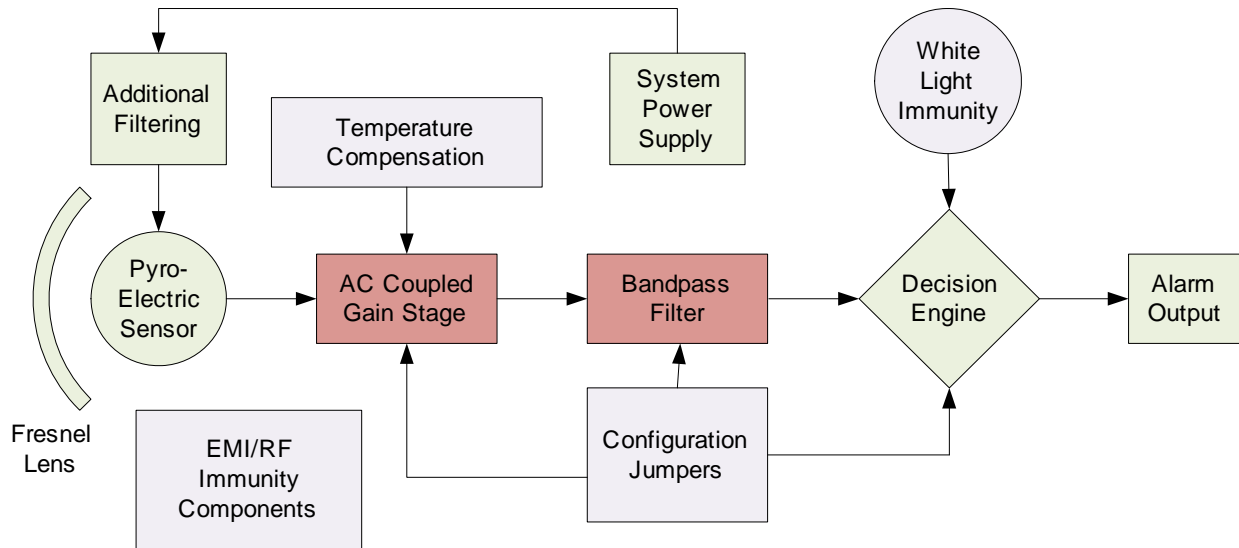 Additional
Filtering
System
Power
Supply
White
Light
Immunity
Temperature
Compensation
Pyro-
Electric
Sensor
AC Coupled
Gain Stage
Bandpass
Filter
Decision
Engine
Alarm
Output
Fresnel
Lens
EMI/RF
Immunity
Components
Configuration
Jumpers